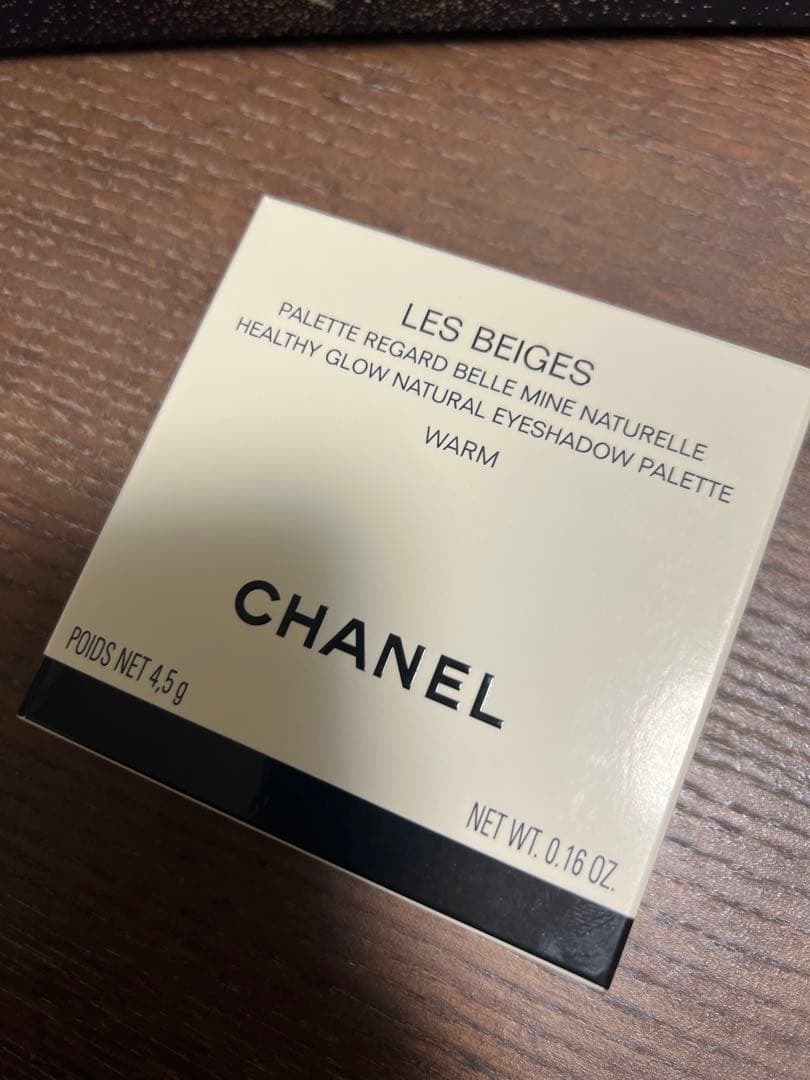 LES BEIGES
PALETTE REGARD BELLE MINE NATURELLE
HEALTHY GLOW NATURAL EYESHADOW PALETTE
WARM
CHANEL
POIDS NET 4,5 g
NET WT. 0.16 OZ.